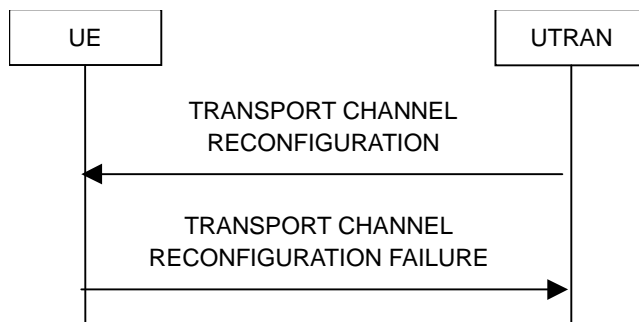 UE
UTRAN
TRANSPORT CHANNEL
RECONFIGURATION
TRANSPORT CHANNEL
RECONFIGURATION FAILURE